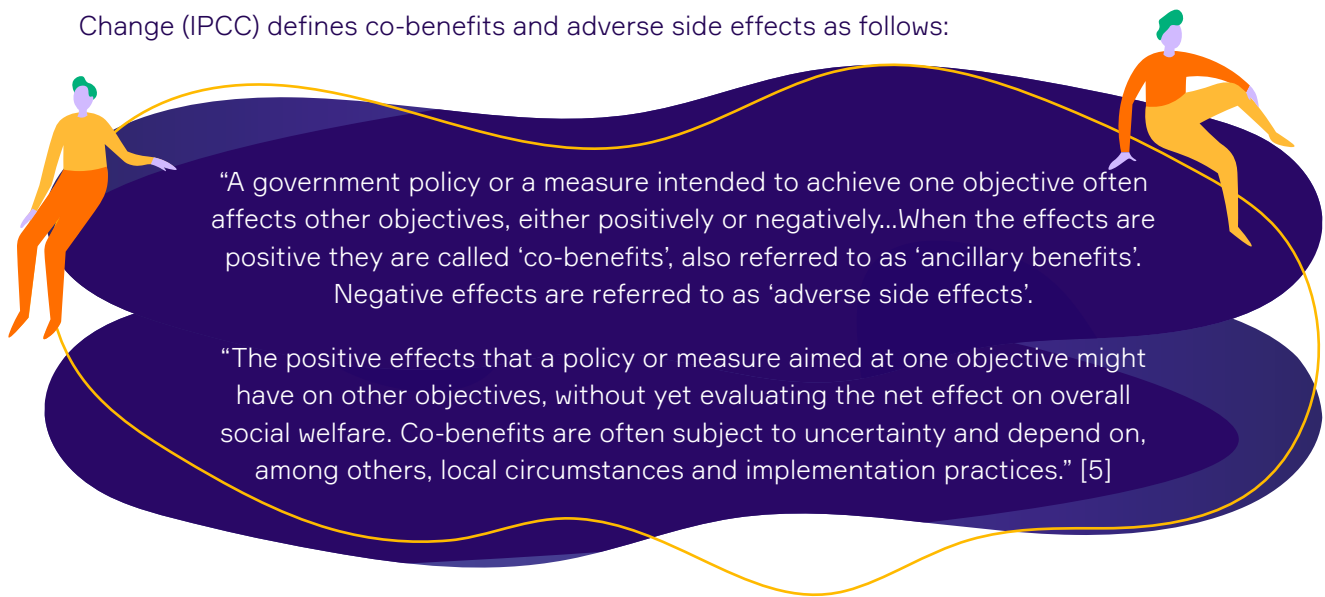 Change (IPCC) defines co-benefits and adverse side effects as follows:
“A government policy or a measure intended to achieve one objective often
affects other objectives, either positively or negatively...When the effects are
positive they are called ‘co-benefits’, also referred to as ‘ancillary benefits’.
Negative effects are referred to as ‘adverse side effects’.
“The positive effects that a policy or measure aimed at one objective might
have on other objectives, without yet evaluating the net effect on overall
social welfare. Co-benefits are often subject to uncertainty and depend on,
among others, local circumstances and implementation practices.” [5]